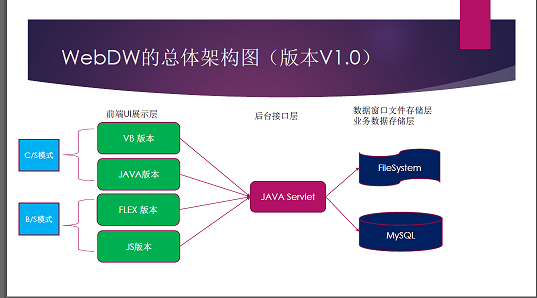 WebDW的总体架构图（版本V1.0）
前端UI展示层
后台接口层
数据窗口文件存储层
业务数据存储层
C/S模式
VB 版本
JAVA版本
B/S模式
FLEX 版本
JS版本
JAVA Servlet
FileSystem
MySQL